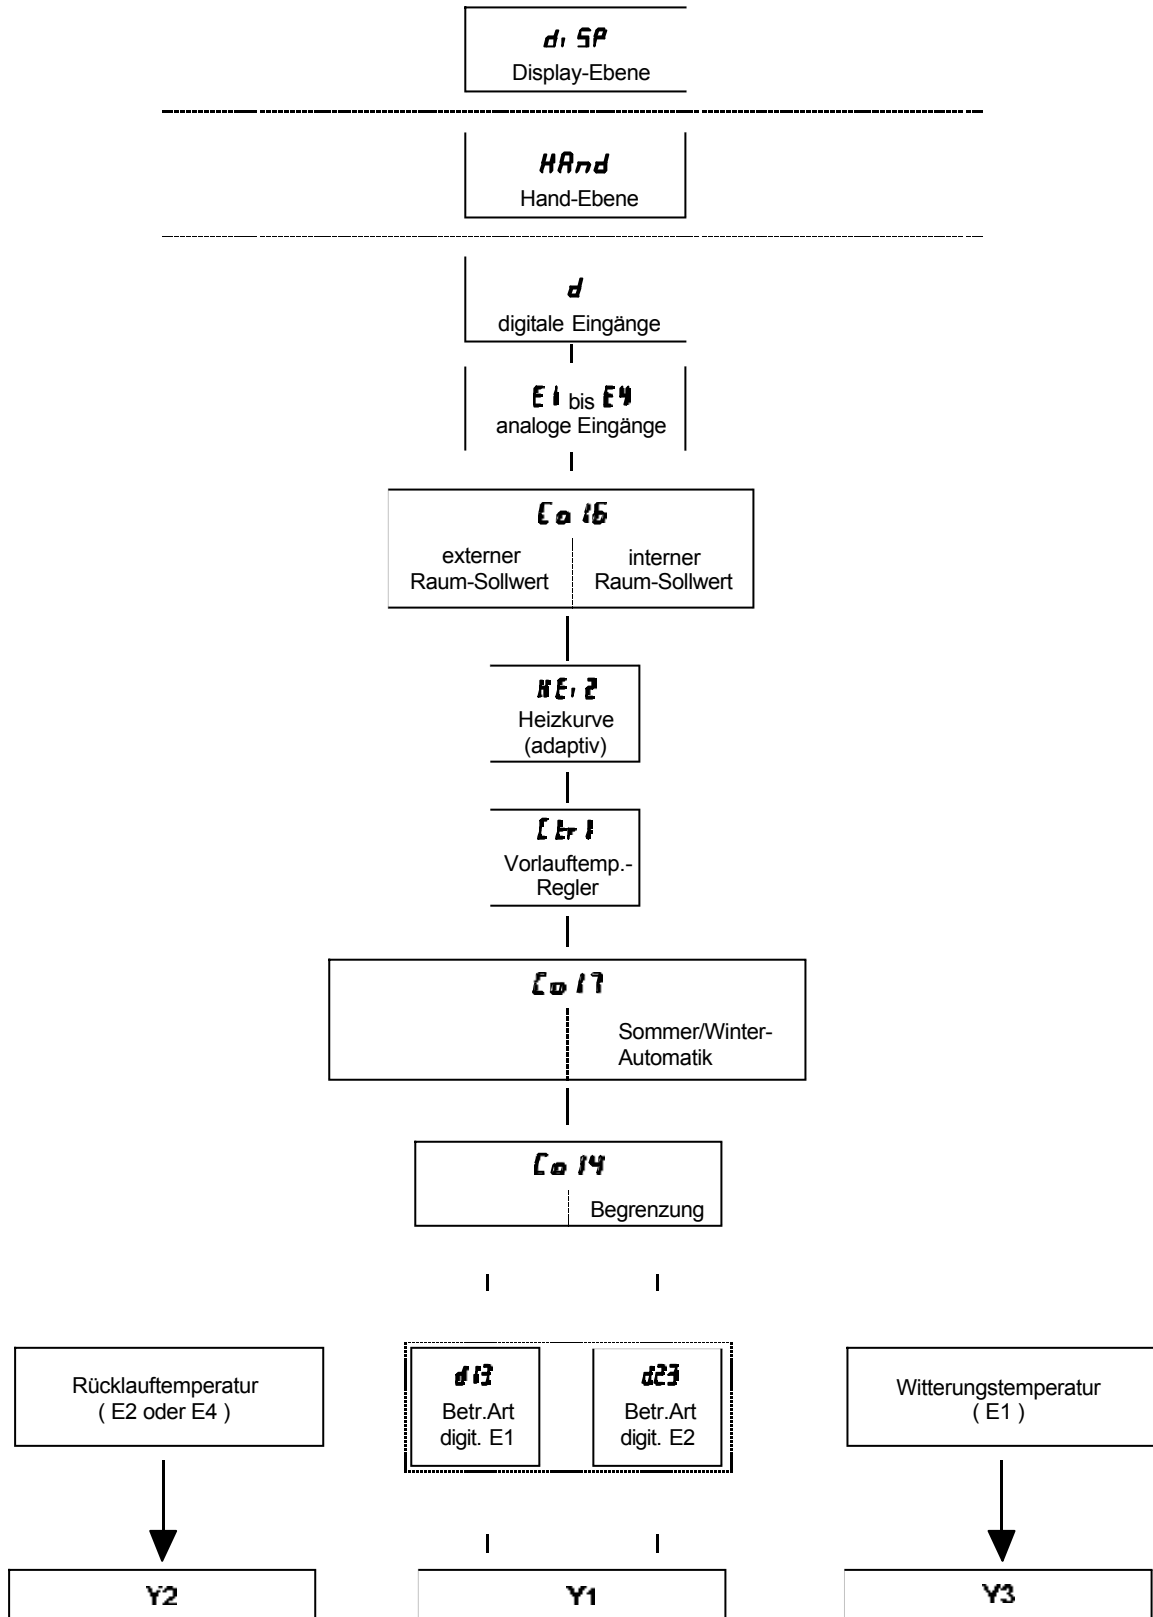 di SP
Display-Ebene
HAnd
Hand-Ebene
d
digitale Eingänge
E1 bis E4
analoge Eingänge
Co16
externer
Raum-Sollwert
interner
Raum-Sollwert
HEi2
Heizkurve
(adaptiv)
Ctr1
Vorlauftemp.-
Regler
Co17
Sommer/Winter-
Automatik
Co14
Begrenzung
Rücklauftemperatur
( E2 oder E4 )
d13
Betr.Art
digit. E1
d23
Betr.Art
digit. E2
Witterungstemperatur
( E1 )
Y2
Y1
Y3